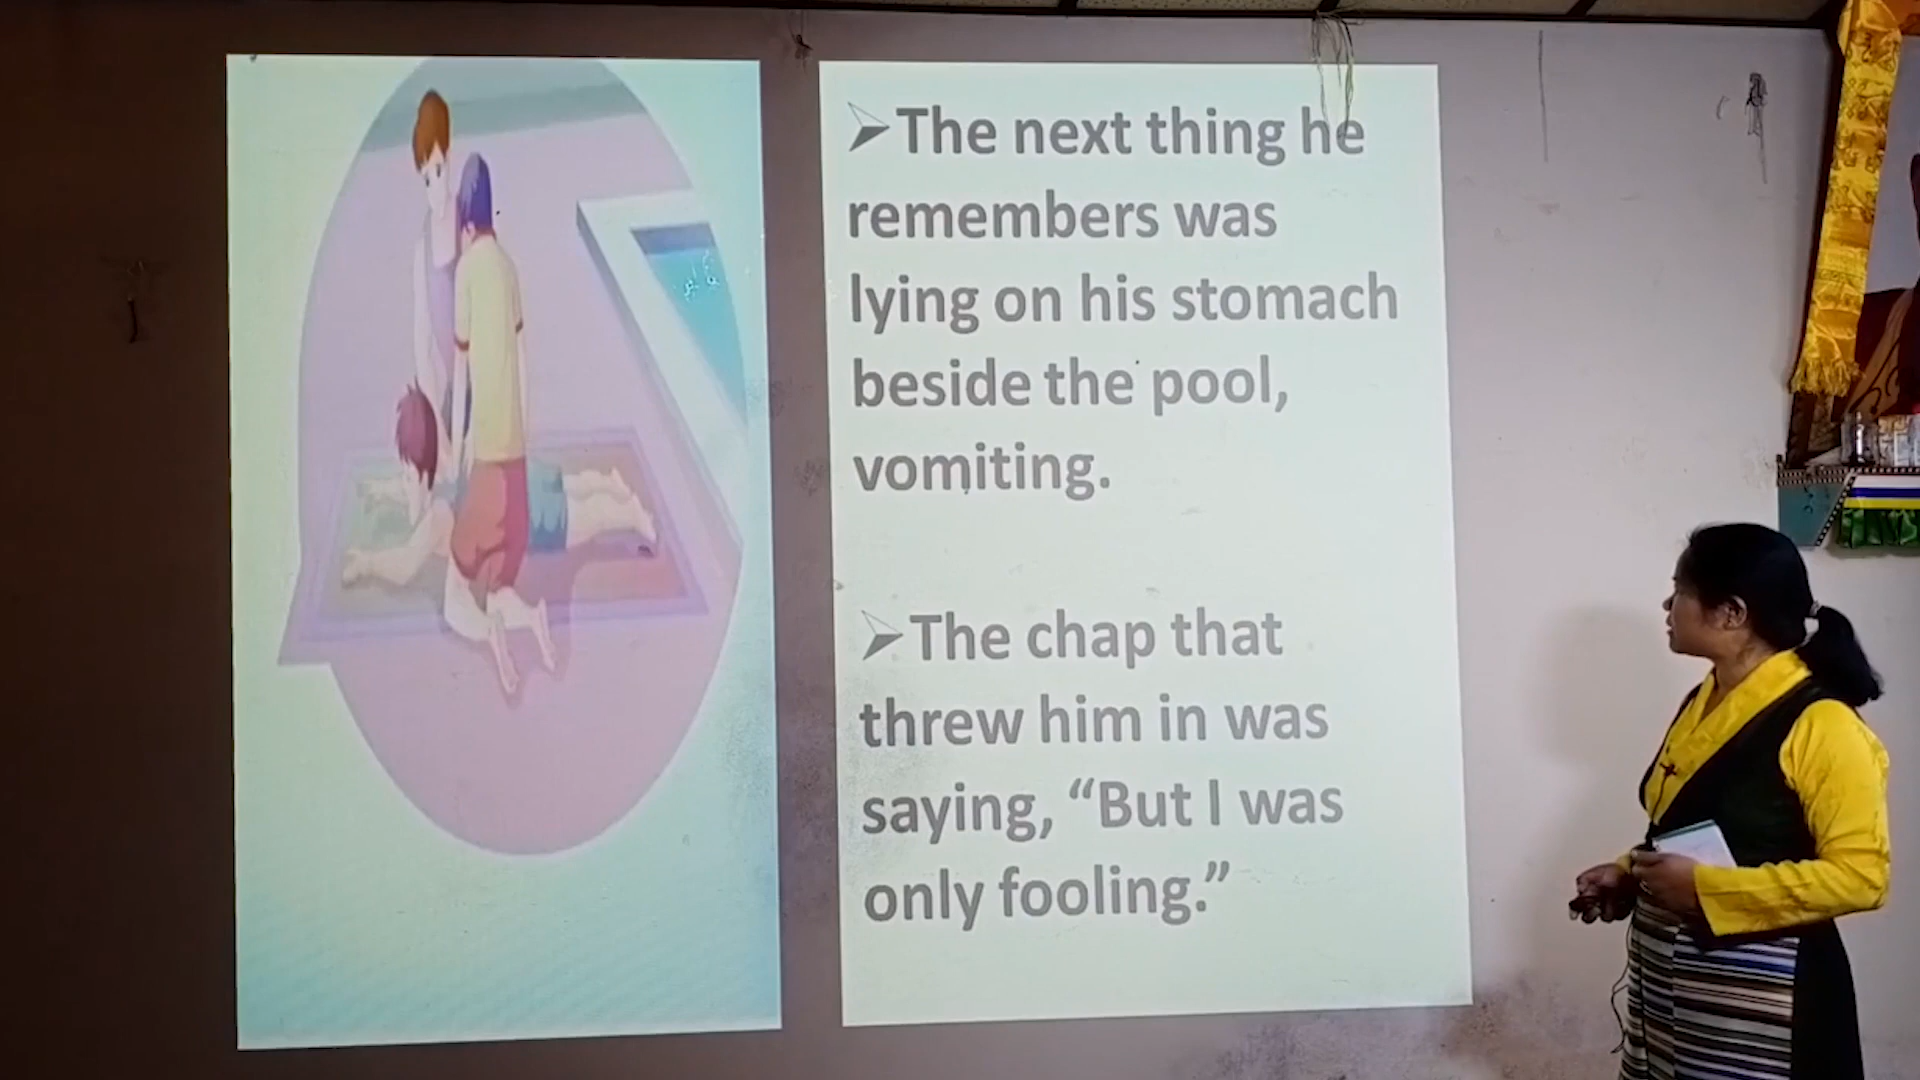 ➢The next thing he
remembers was
lying on his stomach
beside the pool,
vomiting.
➢The chap that
threw him in was
saying, “But I was
only fooling.”